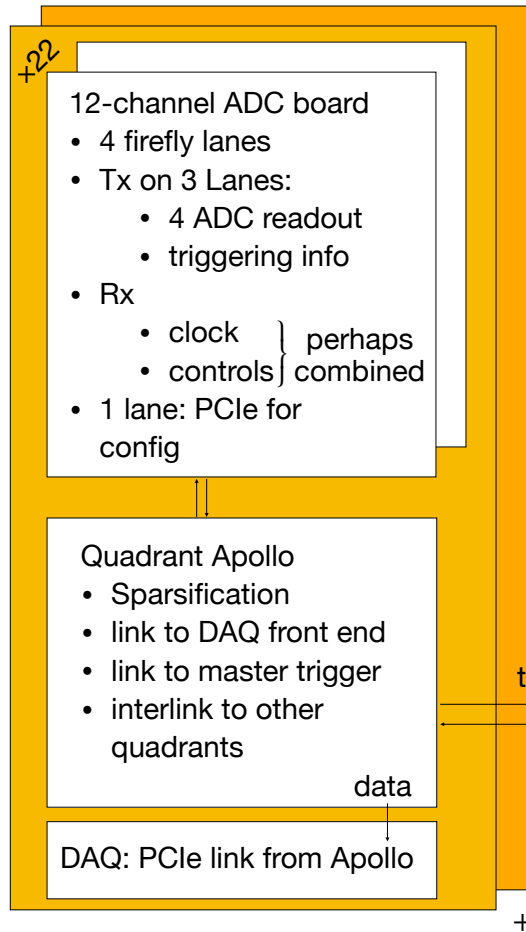 ×22
12-channel ADC board
• 4 firefly lanes
• Tx on 3 Lanes:
• 4 ADC readout
• triggering info
• Rx
• clock
• controls
perhaps
combined
• 1 lane: PCIe for
config
Quadrant Apollo
• Sparsification
• link to DAQ front end
• link to master trigger
• interlink to other
quadrants
t
data
DAQ: PCIe link from Apollo